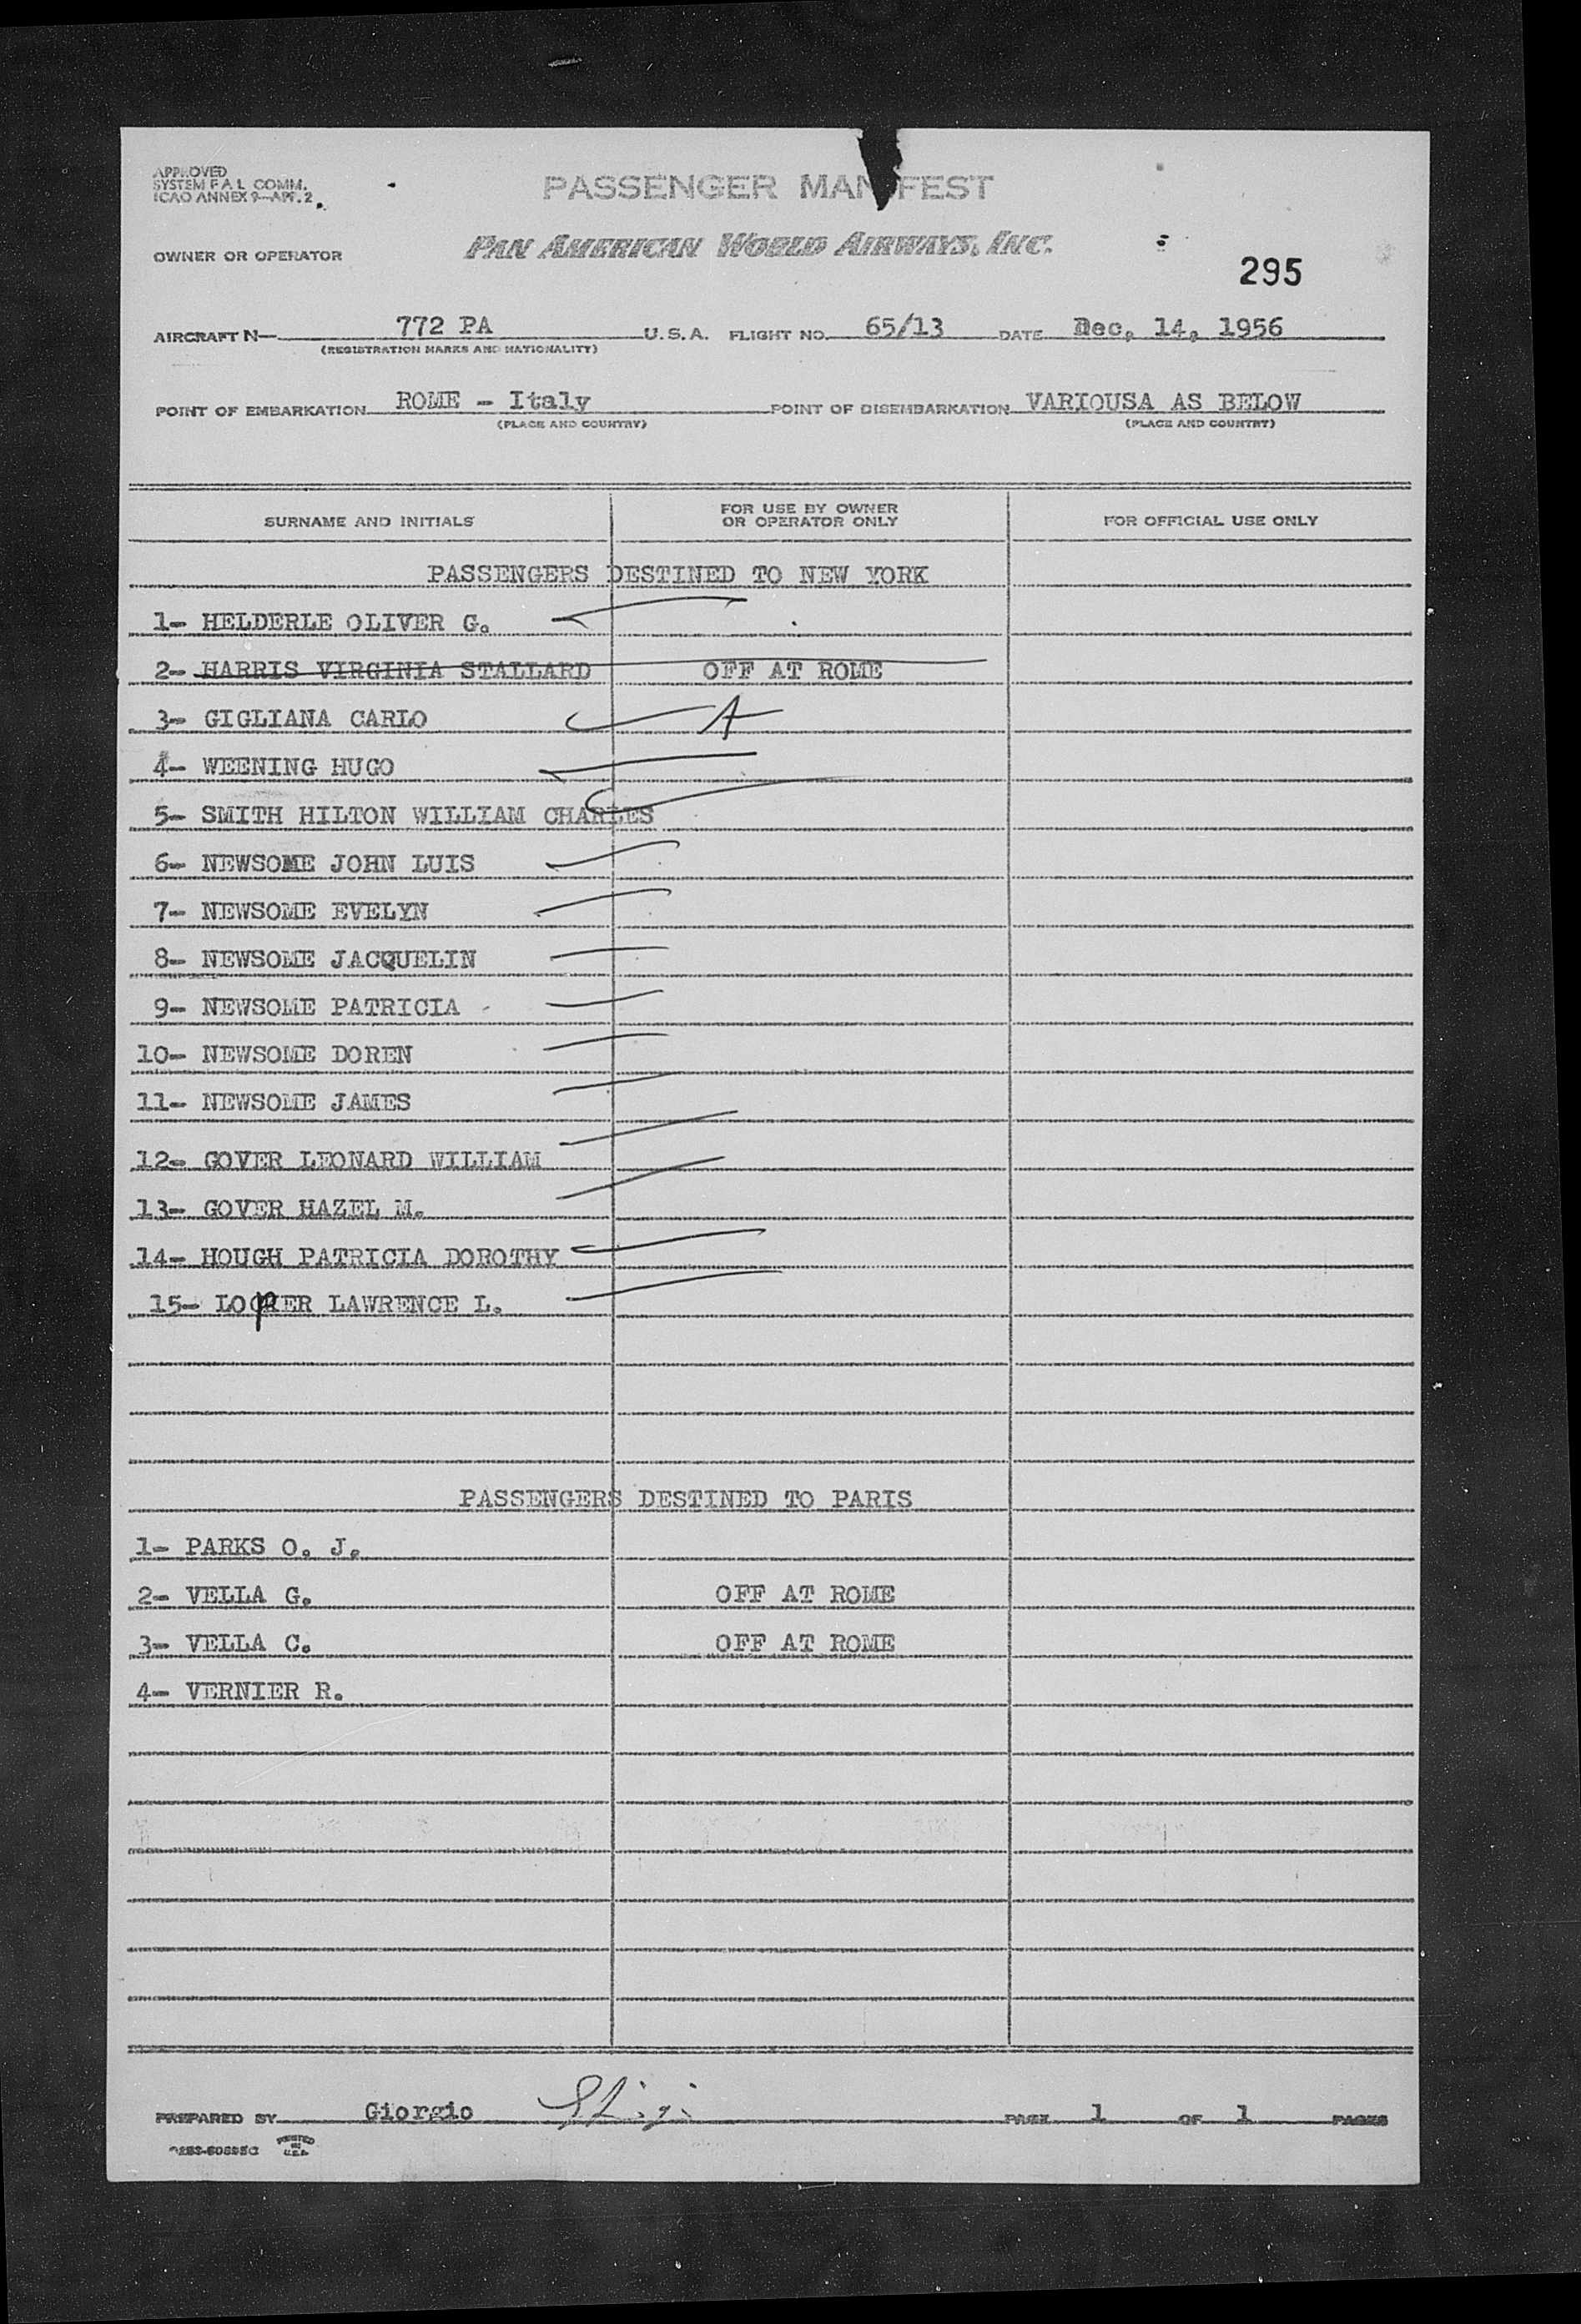 APPROVED
SYSTEM F A L COMM.
ICAO ANNEX 9—APP. 2
PASSENGER MANIFEST
OWNER OR OPERATOR PAN AMERICAN WORLD AIRWAYS, INC.
295
AIRCRAFT N— 772 PA U. S. A. FLIGHT NO. 65/13 DATE Dec, 14, 1956
(REGISTRATION MARKS AND NATIONALITY)
POINT OF EMBARKATION ROME - Italy POINT OF DISEMBARKATION VARIOUSA AS BELOW
(PLACE AND COUNTRY) (PLACE AND COUNTRY)
SURNAME AND INITIALS FOR USE BY OWNER OR OPERATOR ONLY FOR OFFICIAL USE ONLY
PASSENGERS DESTINED TO NEW YORK
1- HELDERLE OLIVER G.
2- HARRIS VIRGINIA STALLARD OFF AT ROME
3- GIGLIANA CARLO A
4- WEENING HUGO
5- SMITH HILTON WILLIAM CHARLES
6- NEWSOME JOHN LUIS
7- NEWSOME EVELYN
8- NEWSOME JACQUELIN
9- NEWSOME PATRICIA
10- NEWSOME DOREN
11- NEWSOME JAMES
12- GOVER LEONARD WILLIAM
13- GOVER HAZEL M.
14- HOUGH PATRICIA DOROTHY
15- LOPER LAWRENCE L.
PASSENGERS DESTINED TO PARIS
1- PARKS O. J.
2- VELLA G. OFF AT ROME
3- VELLA C. OFF AT ROME
4- VERNIER R.
PREPARED BY Giorgio PAGE 1 OF 1 PAGES
PRINTED IN U.S.A.